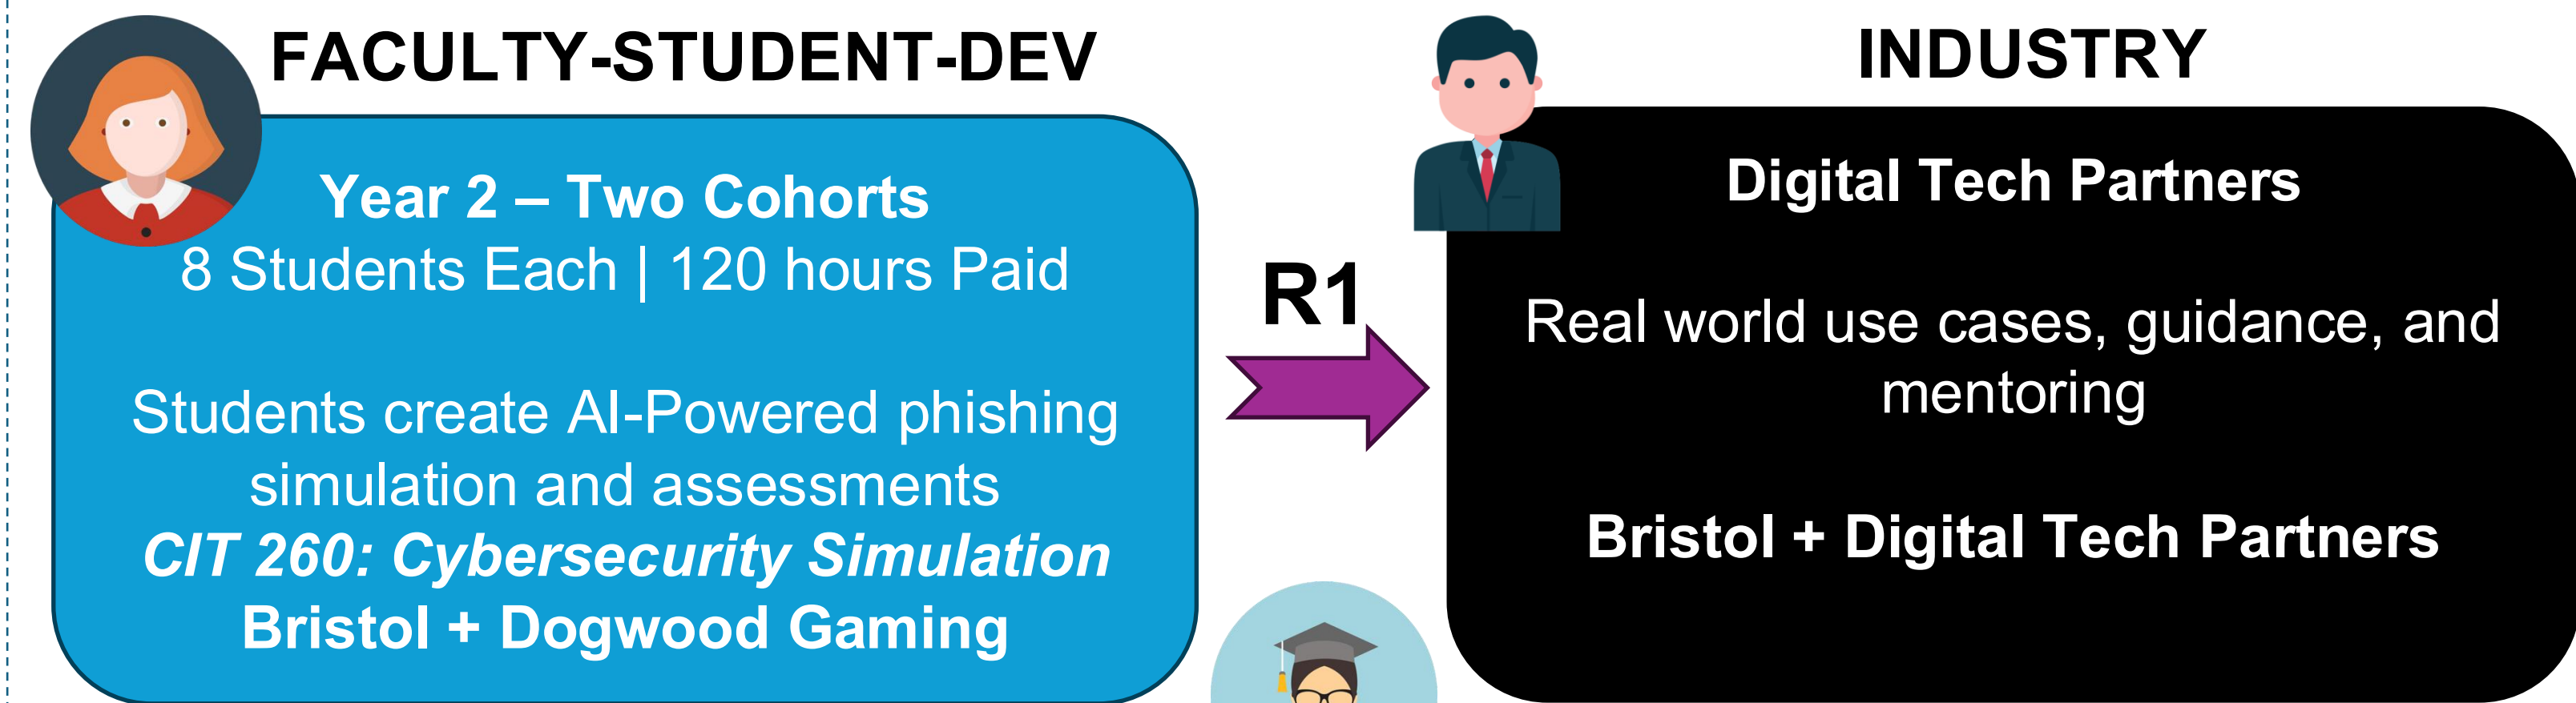 FACULTY-STUDENT-DEV
Year 2 – Two Cohorts
8 Students Each | 120 hours Paid
Students create AI-Powered phishing
simulation and assessments
CIT 260: Cybersecurity Simulation
Bristol + Dogwood Gaming
R1
INDUSTRY
Digital Tech Partners
Real world use cases, guidance, and
mentoring
Bristol + Digital Tech Partners